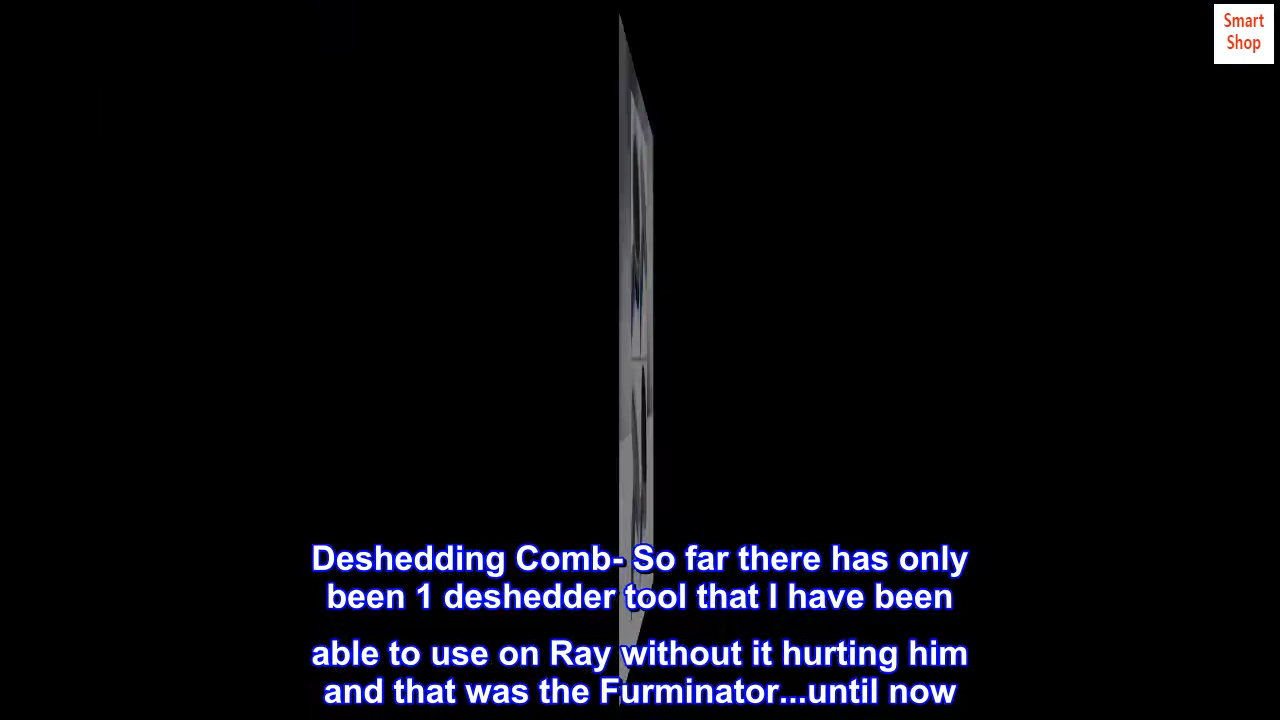 Smart
Shop
Deshedding Comb- So far there has only
been 1 deshedder tool that I have been
able to use on Ray without it hurting him
and that was the Furminator...until now